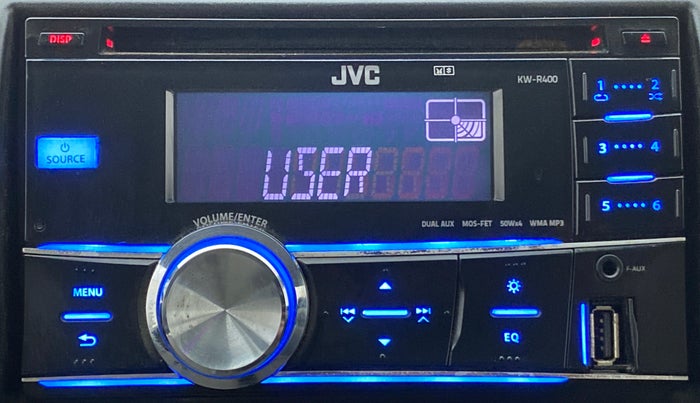 DISP
JVC
MS
KW-R400
1 2
SOURCE
3 4
USER
5 6
VOLUME/ENTER
DUAL AUX MOS-FET 50Wx4 WMA MP3
F-AUX
MENU
EQ